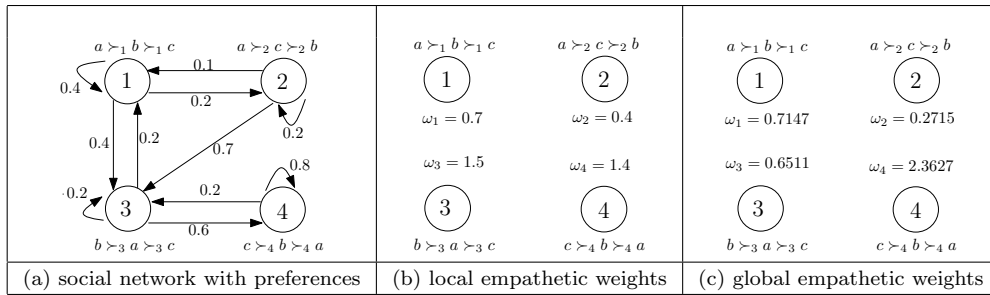 a ≻₁ b ≻₁ c a ≻₂ c ≻₂ b
0.1
1 2
0.4 0.2
0.2
0.4 0.2 0.7
0.8
0.2 0.2
3 4
0.6
b ≻₃ a ≻₃ c c ≻₄ b ≻₄ a
(a) social network with preferences
a ≻₁ b ≻₁ c a ≻₂ c ≻₂ b
1 2
ω₁ = 0.7 ω₂ = 0.4
ω₃ = 1.5 ω₄ = 1.4
3 4
b ≻₃ a ≻₃ c c ≻₄ b ≻₄ a
(b) local empathetic weights
a ≻₁ b ≻₁ c a ≻₂ c ≻₂ b
1 2
ω₁ = 0.7147 ω₂ = 0.2715
ω₃ = 0.6511 ω₄ = 2.3627
3 4
b ≻₃ a ≻₃ c c ≻₄ b ≻₄ a
(c) global empathetic weights